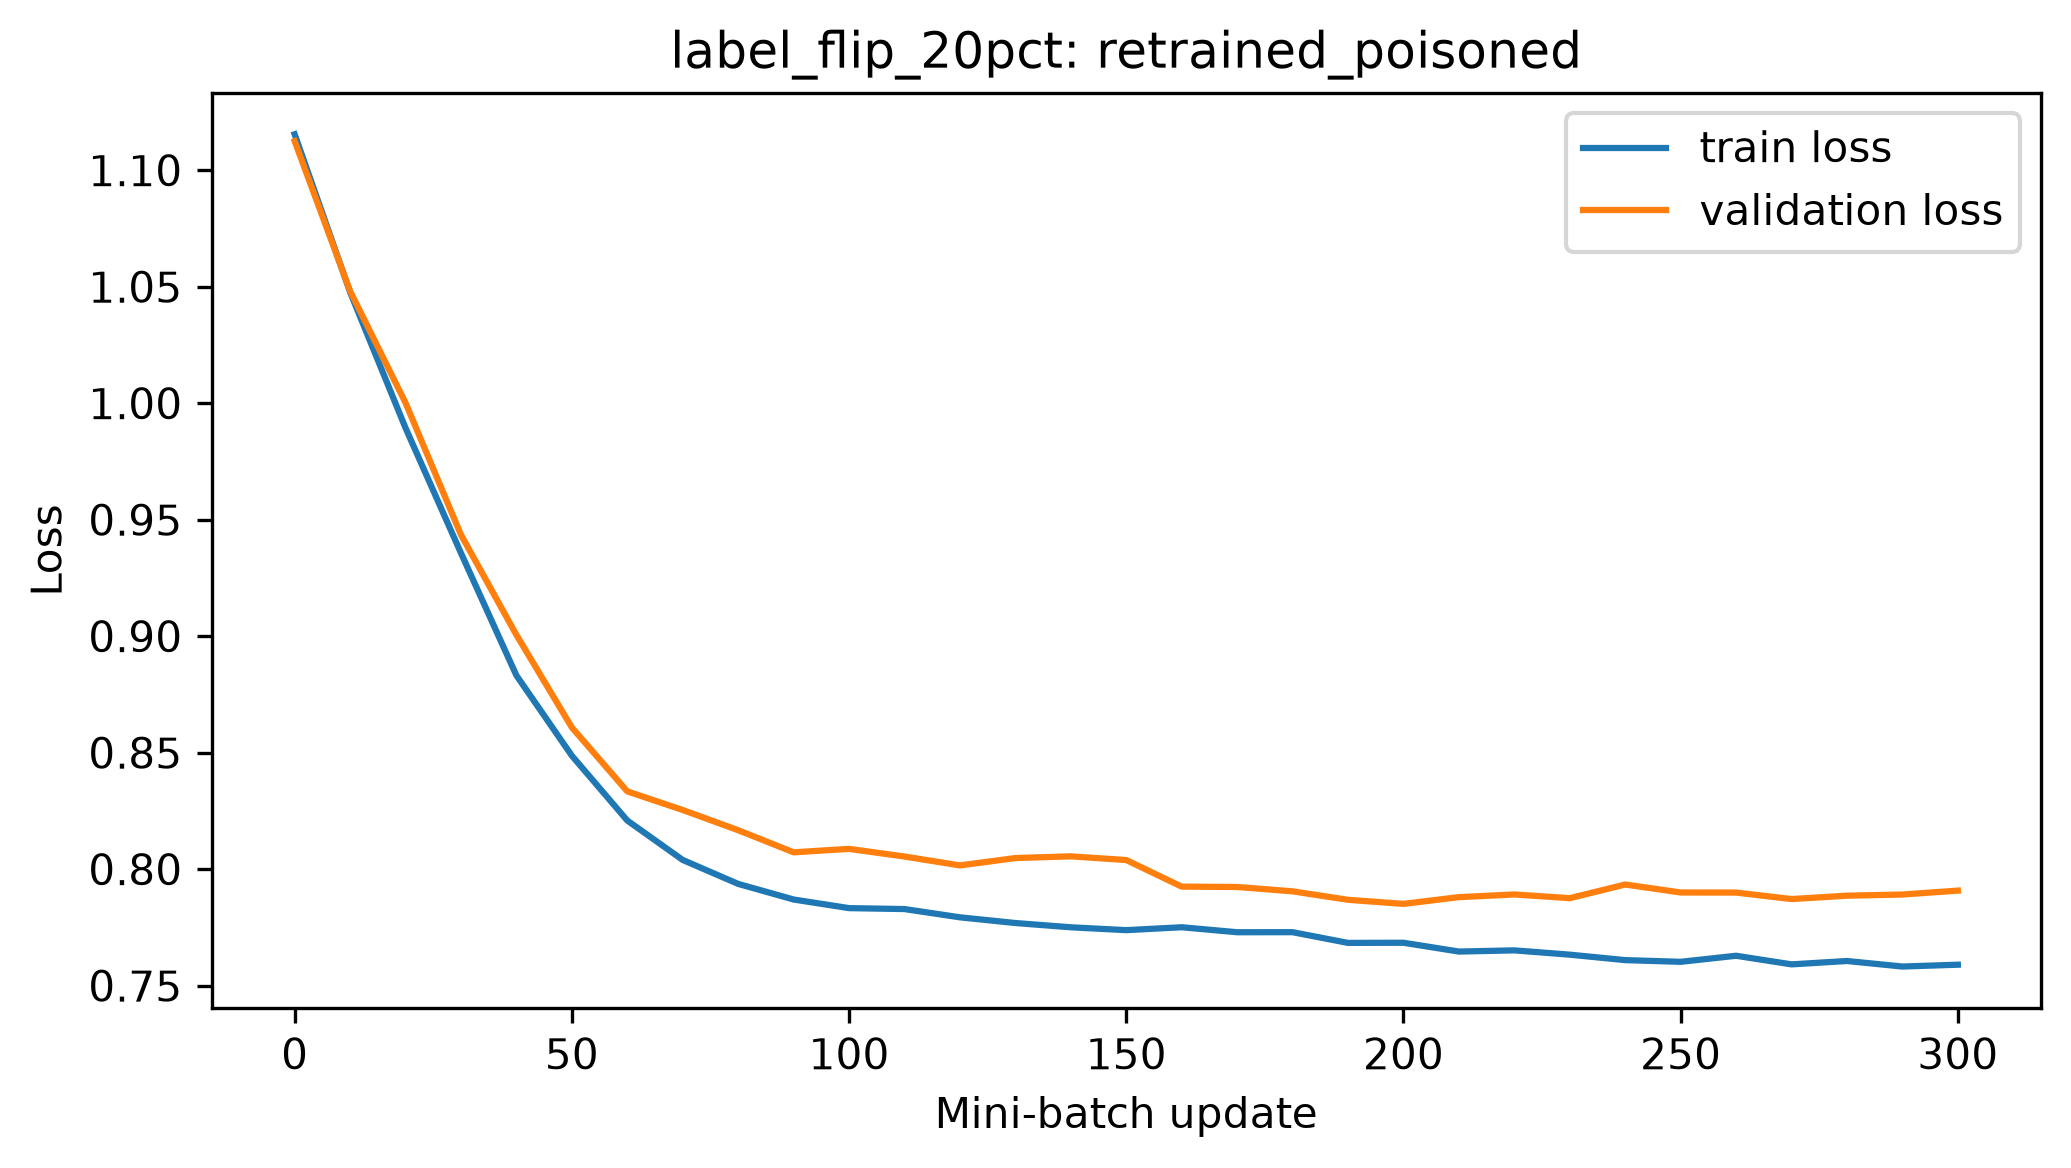 label_flip_20pct: retrained_poisoned
train loss
validation loss
1.10
1.05
1.00
0.95
0.90
0.85
0.80
0.75
Loss
0 50 100 150 200 250 300
Mini-batch update